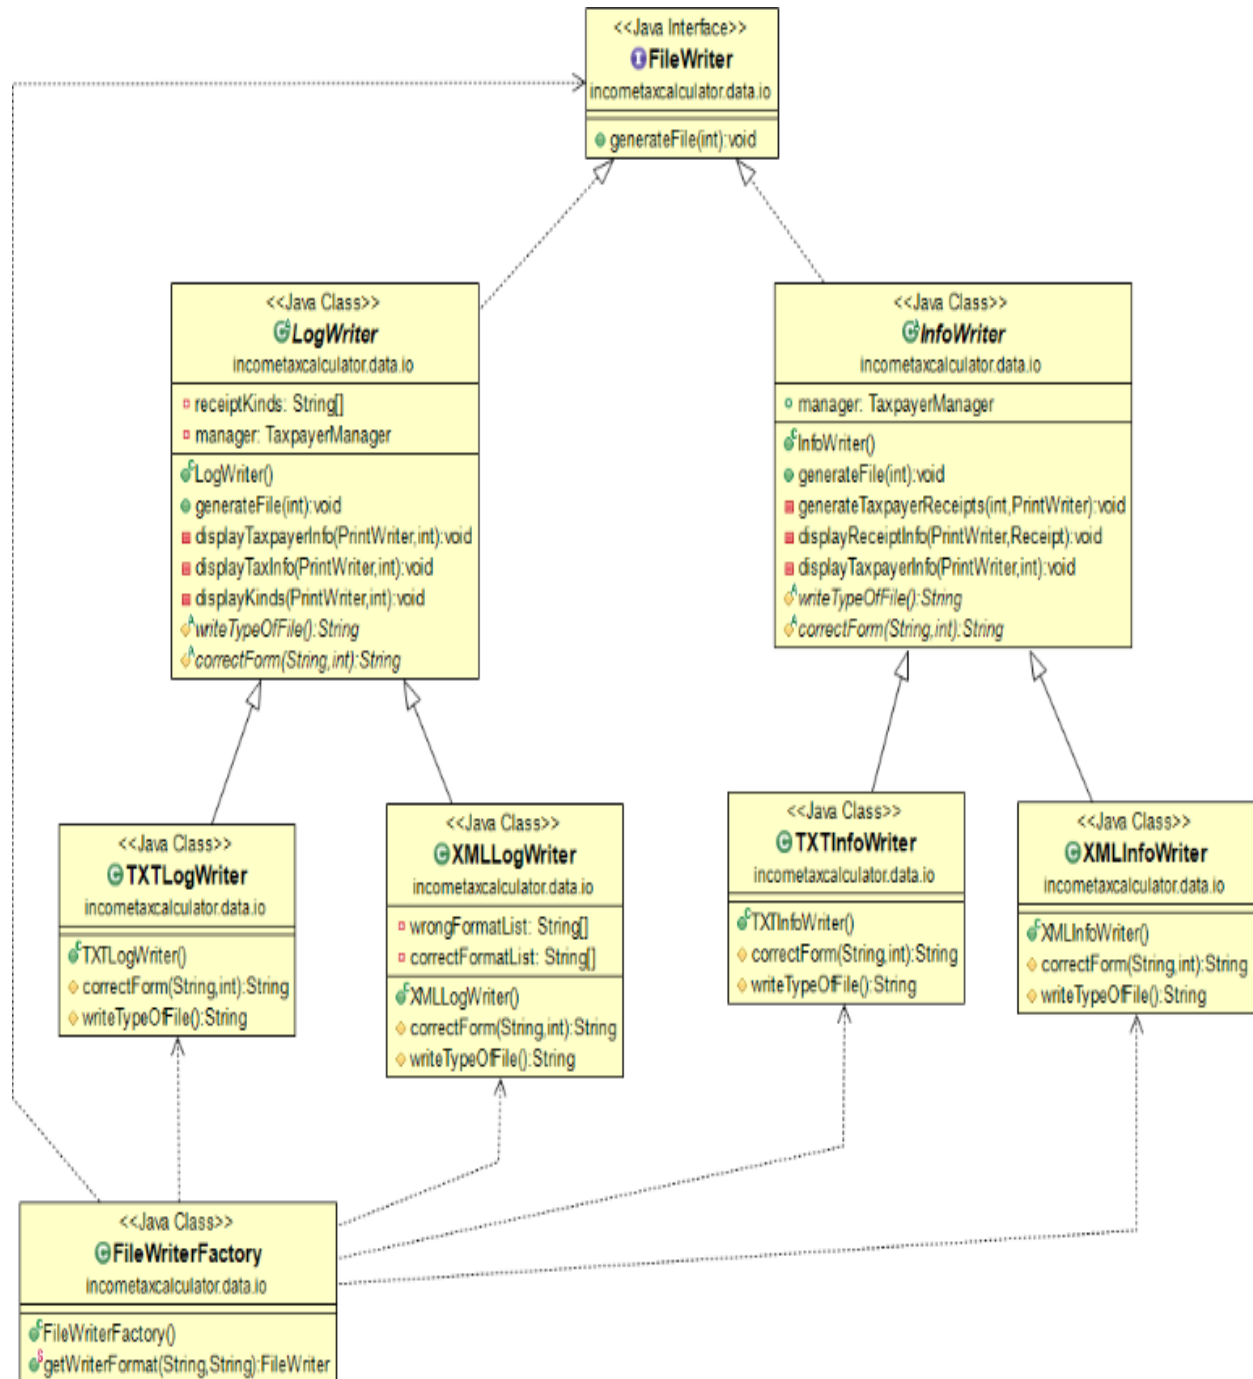 <<Java Interface>>
FileWriter
incometaxcalculator.data.io
generateFile(int):void
<<Java Class>>
LogWriter
incometaxcalculator.data.io
receiptKinds: String[]
manager: TaxpayerManager
LogWriter()
generateFile(int):void
displayTaxpayerInfo(PrintWriter,int):void
displayTaxInfo(PrintWriter,int):void
displayKinds(PrintWriter,int):void
writeTypeOfFile():String
correctForm(String,int):String
<<Java Class>>
InfoWriter
incometaxcalculator.data.io
manager: TaxpayerManager
InfoWriter()
generateFile(int):void
generateTaxpayerReceipts(int,PrintWriter):void
displayReceiptInfo(PrintWriter,Receipt):void
displayTaxpayerInfo(PrintWriter,int):void
writeTypeOfFile():String
correctForm(String,int):String
<<Java Class>>
TXTLogWriter
incometaxcalculator.data.io
TXTLogWriter()
correctForm(String,int):String
writeTypeOfFile():String
<<Java Class>>
XMLLogWriter
incometaxcalculator.data.io
wrongFormatList: String[]
correctFormatList: String[]
XMLLogWriter()
correctForm(String,int):String
writeTypeOfFile():String
<<Java Class>>
TXTInfoWriter
incometaxcalculator.data.io
TXTInfoWriter()
correctForm(String,int):String
writeTypeOfFile():String
<<Java Class>>
XMLInfoWriter
incometaxcalculator.data.io
XMLInfoWriter()
correctForm(String,int):String
writeTypeOfFile():String
<<Java Class>>
FileWriterFactory
incometaxcalculator.data.io
FileWriterFactory()
getWriterFormat(String,String):FileWriter